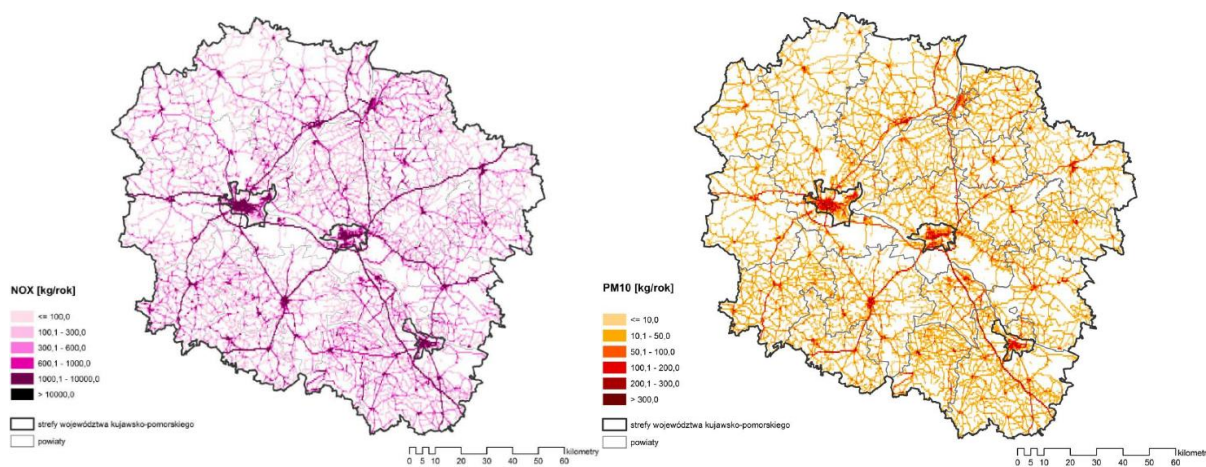 NOX [kg/rok]
<= 100,0
100,1 - 300,0
300,1 - 600,0
600,1 - 1000,0
1000,1 - 10000,0
> 10000,0
strefy województwa kujawsko-pomorskiego
powiaty
kilometry
0 5 10 20 30 40 50 60
PM10 [kg/rok]
<= 10,0
10,1 - 50,0
50,1 - 100,0
100,1 - 200,0
200,1 - 300,0
> 300,0
strefy województwa kujawsko-pomorskiego
powiaty
kilometry
0 5 10 20 30 40 50 60